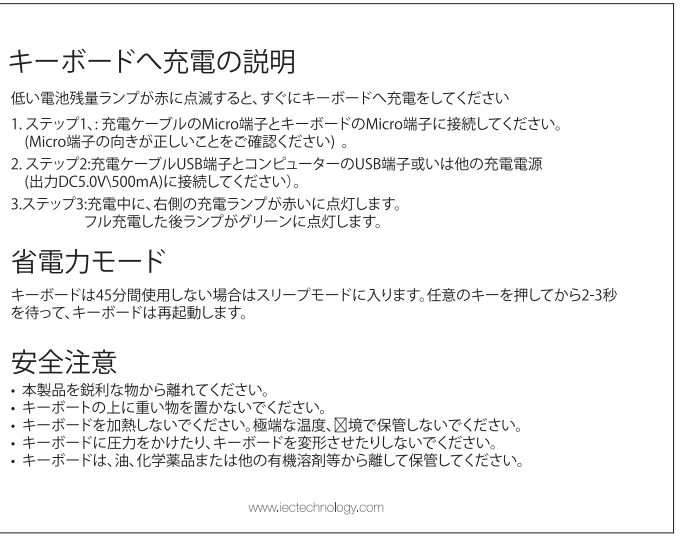 キーボードへ充電の説明
低い電池残量ランプが赤に点滅すると、すぐにキーボードへ充電をしてください
1. ステップ1、: 充電ケーブルのMicro端子とキーボードのMicro端子に接続してください。
(Micro端子の向きが正しいことをご確認ください) 。
2. ステップ2:充電ケーブルUSB端子とコンピューターのUSB端子或いは他の充電電源
(出力DC5.0V\500mA)に接続してください）。
3.ステップ3:充電中に、右側の充電ランプが赤いに点灯します。
フル充電した後ランプがグリーンに点灯します。
省電力モード
キーボードは45分間使用しない場合はスリープモードに入ります。任意のキーを押してから2-3秒
を待って、キーボードは再起動します。
安全注意
• 本製品を鋭利な物から離れてください。
• キーボートの上に重い物を置かないでください。
• キーボードを加熱しないでください。極端な温度、境で保管しないでください。
• キーボードに圧力をかけたり、キーボードを変形させたりしないでください。
• キーボードは、油、化学薬品または他の有機溶剤等から離して保管してください。
www.iectechnology.com